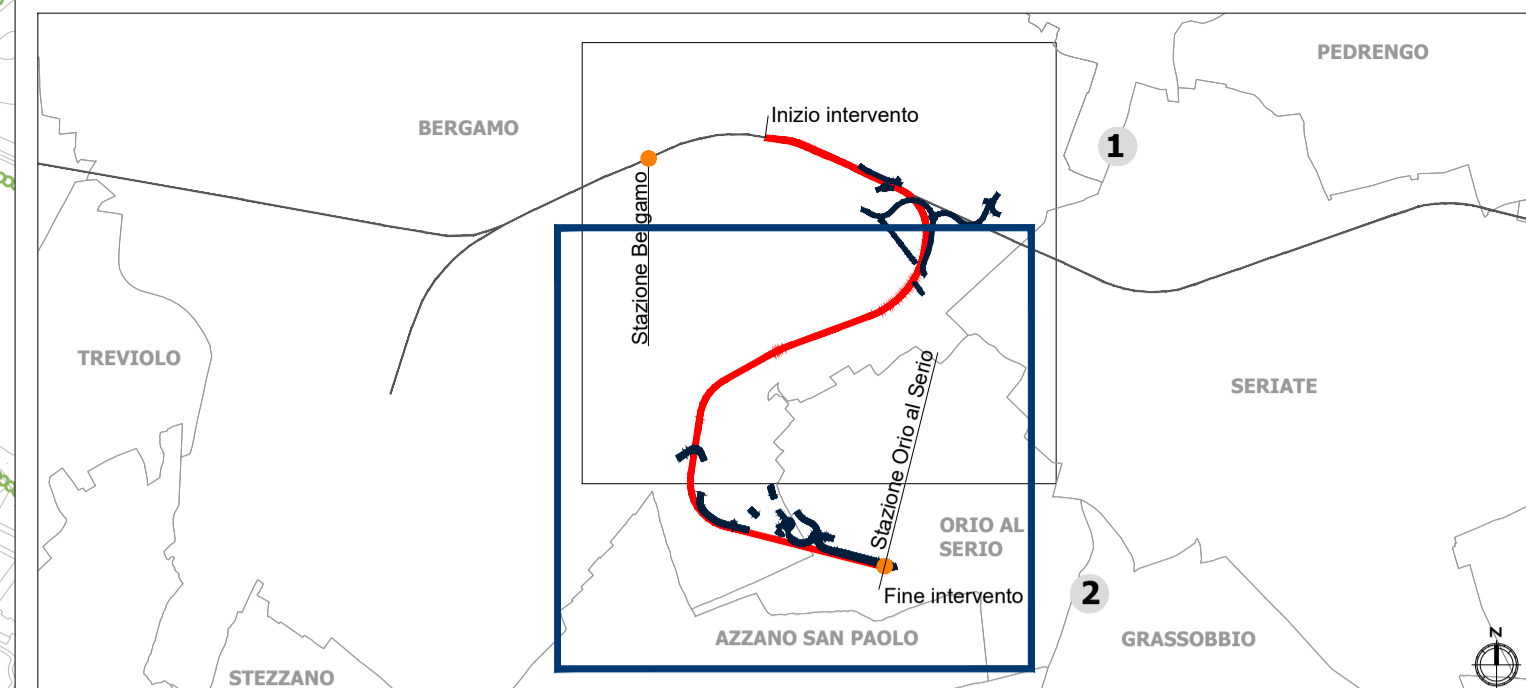 PEDRENGO
Inizio intervento
BERGAMO
1
Stazione Bergamo
TREVIOLO
SERIATE
Stazione Orio al Serio
ORIO AL
SERIO
Fine intervento
2
AZZANO SAN PAOLO
GRASSOBBIO
STEZZANO
N